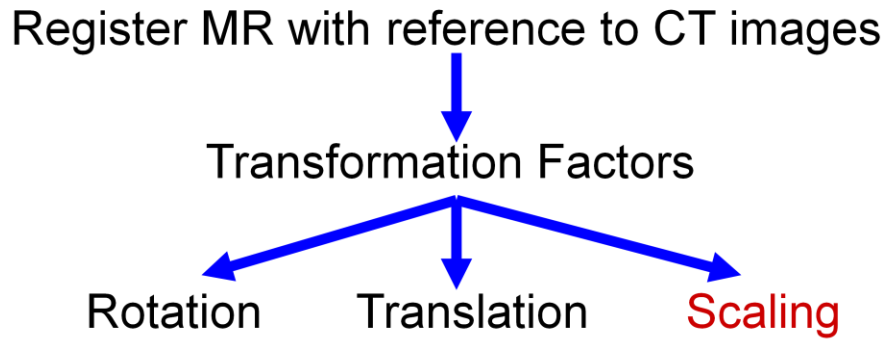 Register MR with reference to CT images
Transformation Factors
Rotation Translation Scaling